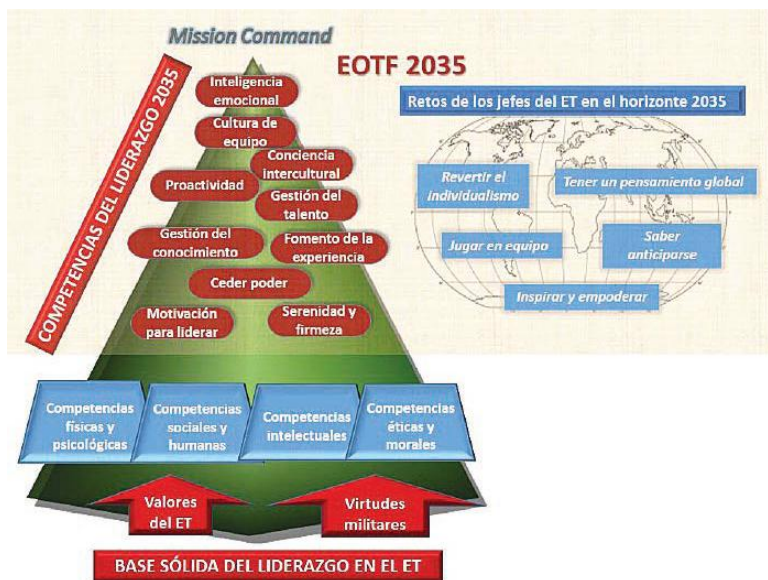 Mission Command
EOTF 2035
COMPETENCIAS DEL LIDERAZGO 2035
Inteligencia
emocional
Cultura de
equipo
Conciencia
intercultural
Proactividad
Gestión del
talento
Gestión del
conocimiento
Fomento de la
experiencia
Ceder poder
Motivación
para liderar
Serenidad y
firmeza
Retos de los jefes del ET en el horizonte 2035
Revertir el
individualismo
Tener un pensamiento global
Jugar en equipo
Saber
anticiparse
Inspirar y empoderar
Competencias
físicas y
psicológicas
Competencias
sociales y
humanas
Competencias
intelectuales
Competencias
éticas y
morales
Valores
del ET
Virtudes
militares
BASE SÓLIDA DEL LIDERAZGO EN EL ET